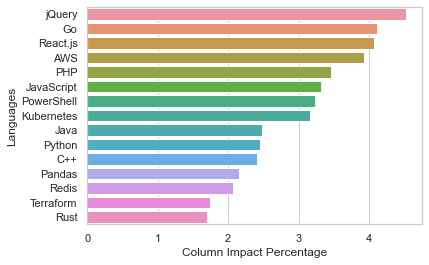 jQuery
Go
React.js
AWS
PHP
JavaScript
PowerShell
Kubernetes
Java
Python
C++
Pandas
Redis
Terraform
Rust
Languages
0 1 2 3 4
Column Impact Percentage